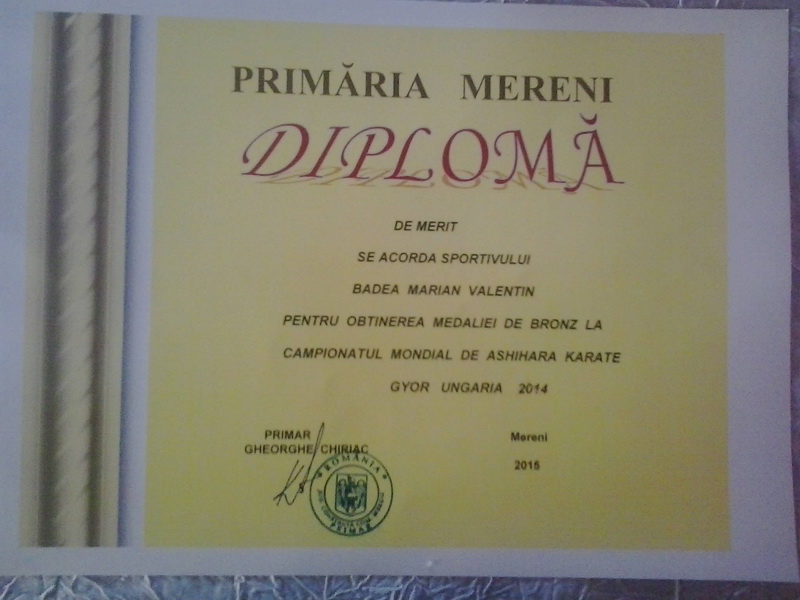 PRIMĂRIA MERENI
DIPLOMĂ
DE MERIT
SE ACORDA SPORTIVULUI
BADEA MARIAN VALENTIN
PENTRU OBTINEREA MEDALIEI DE BRONZ LA
CAMPIONATUL MONDIAL DE ASHIHARA KARATE
GYOR UNGARIA 2014
PRIMAR
GHEORGHE CHIRIAC
Mereni
2015
ROMÂNIA
PRIMAR